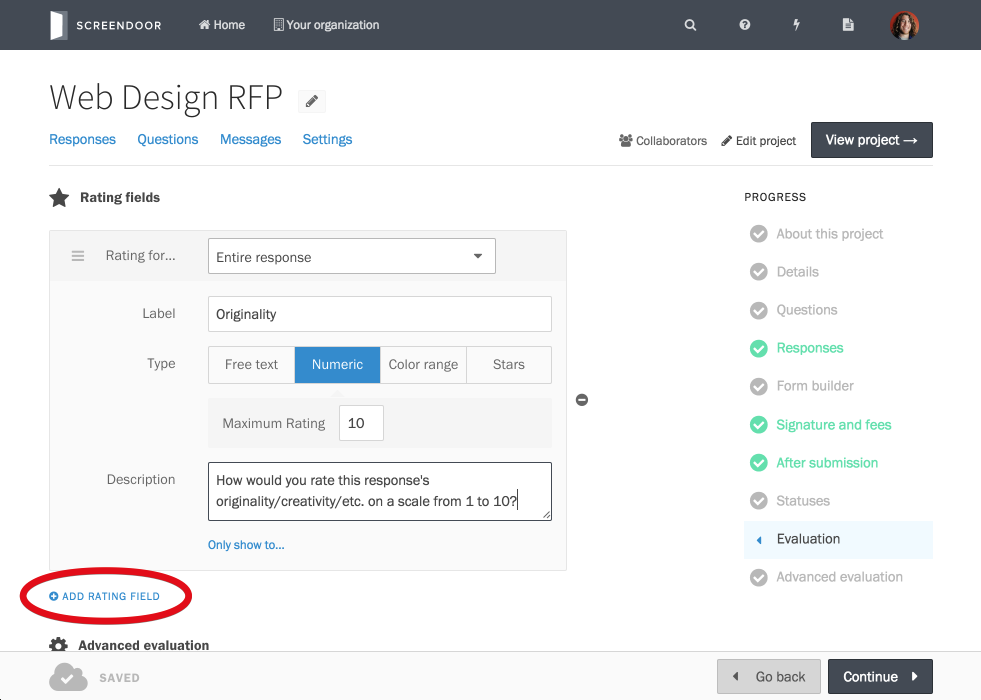 SCREENDOOR Home Your organization
Web Design RFP
Responses Questions Messages Settings Collaborators Edit project View project →
Rating fields
Rating for... Entire response
Label Originality
Type Free text Numeric Color range Stars
Maximum Rating 10
Description How would you rate this response's
originality/creativity/etc. on a scale from 1 to 10?
Only show to...
ADD RATING FIELD
Advanced evaluation
PROGRESS
About this project
Details
Questions
Responses
Form builder
Signature and fees
After submission
Statuses
Evaluation
Advanced evaluation
SAVED Go back Continue